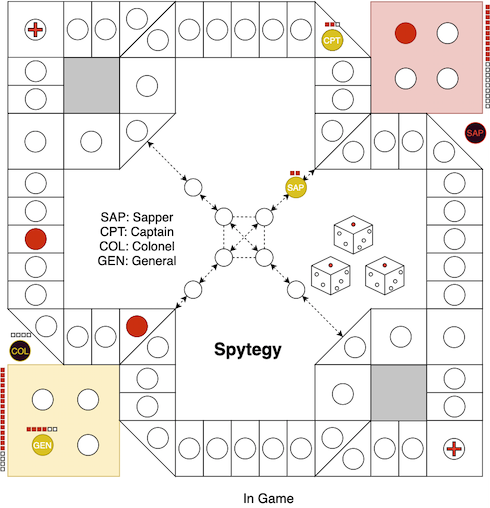 CPT
SAP
SAP
SAP: Sapper
CPT: Captain
COL: Colonel
GEN: General
COL
Spytegy
GEN
In Game